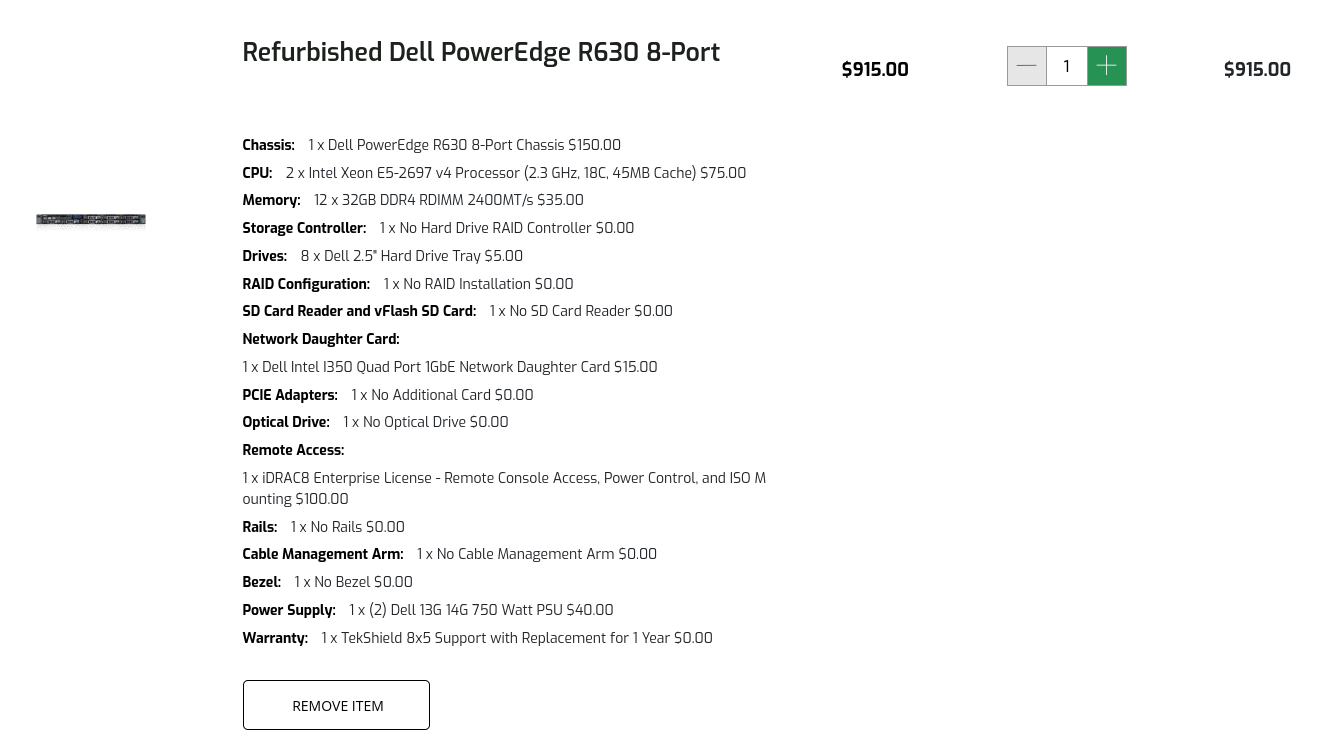 Refurbished Dell PowerEdge R630 8-Port
$915.00
1
$915.00
Chassis: 1 x Dell PowerEdge R630 8-Port Chassis $150.00
CPU: 2 x Intel Xeon E5-2697 v4 Processor (2.3 GHz, 18C, 45MB Cache) $75.00
Memory: 12 x 32GB DDR4 RDIMM 2400MT/s $35.00
Storage Controller: 1 x No Hard Drive RAID Controller $0.00
Drives: 8 x Dell 2.5" Hard Drive Tray $5.00
RAID Configuration: 1 x No RAID Installation $0.00
SD Card Reader and vFlash SD Card: 1 x No SD Card Reader $0.00
Network Daughter Card:
1 x Dell Intel I350 Quad Port 1GbE Network Daughter Card $15.00
PCIE Adapters: 1 x No Additional Card $0.00
Optical Drive: 1 x No Optical Drive $0.00
Remote Access:
1 x iDRAC8 Enterprise License - Remote Console Access, Power Control, and ISO M
ounting $100.00
Rails: 1 x No Rails $0.00
Cable Management Arm: 1 x No Cable Management Arm $0.00
Bezel: 1 x No Bezel $0.00
Power Supply: 1 x (2) Dell 13G 14G 750 Watt PSU $40.00
Warranty: 1 x TekShield 8x5 Support with Replacement for 1 Year $0.00
REMOVE ITEM